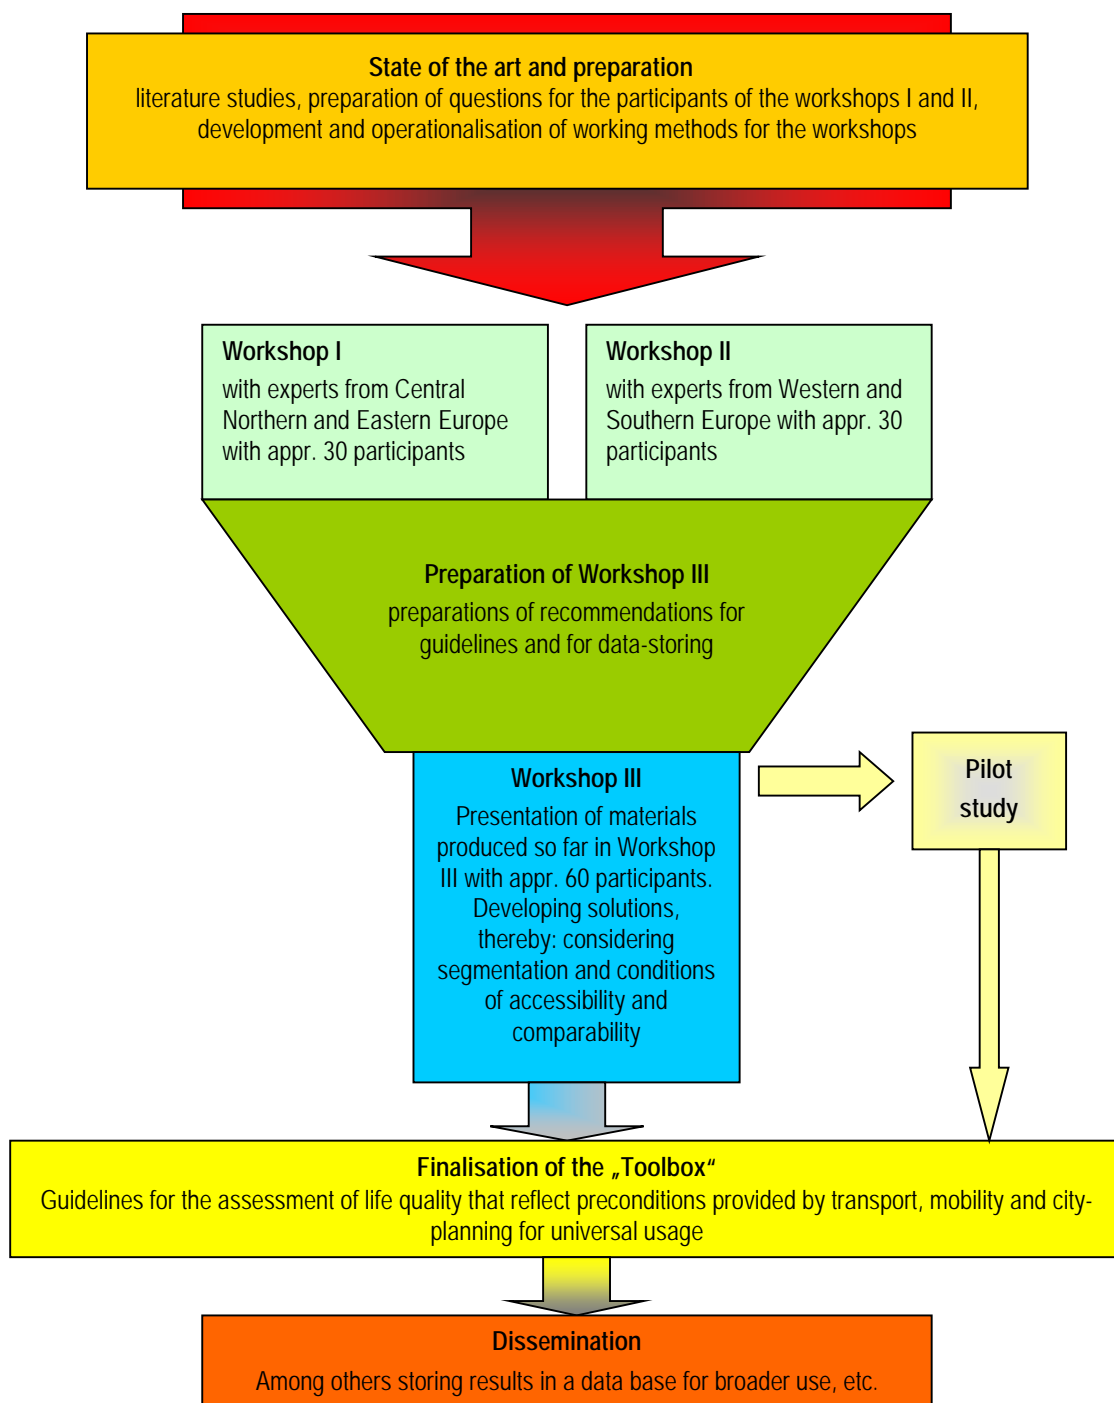 State of the art and preparation
literature studies, preparation of questions for the participants of the workshops I and II,
development and operationalisation of working methods for the workshops
Workshop I
with experts from Central
Northern and Eastern Europe
with appr. 30 participants
Workshop II
with experts from Western and
Southern Europe with appr. 30
participants
Preparation of Workshop III
preparations of recommendations for
guidelines and for data-storing
Workshop III
Presentation of materials
produced so far in Workshop
III with appr. 60 participants.
Developing solutions,
thereby: considering
segmentation and conditions
of accessibility and
comparability
Pilot
study
Finalisation of the „Toolbox“
Guidelines for the assessment of life quality that reflect preconditions provided by transport, mobility and city-
planning for universal usage
Dissemination
Among others storing results in a data base for broader use, etc.